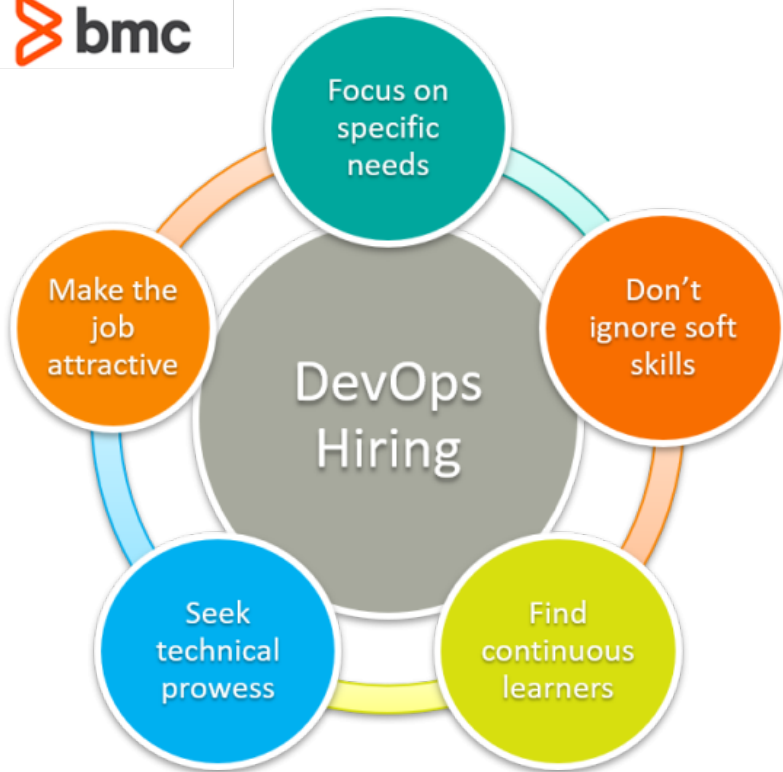 bmc
Focus on
specific
needs
Don’t
ignore soft
skills
Find
continuous
learners
Seek
technical
prowess
Make the
job
attractive
DevOps
Hiring